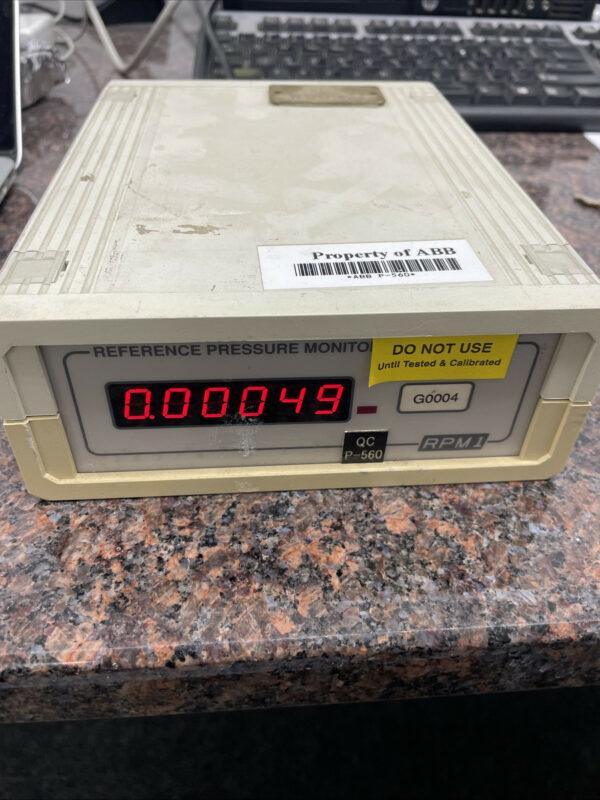 Property of ABB
*ABB P-560*
REFERENCE PRESSURE MONITO
DO NOT USE
Until Tested & Calibrated
0.00049
G0004
QC
P-560
RPM1